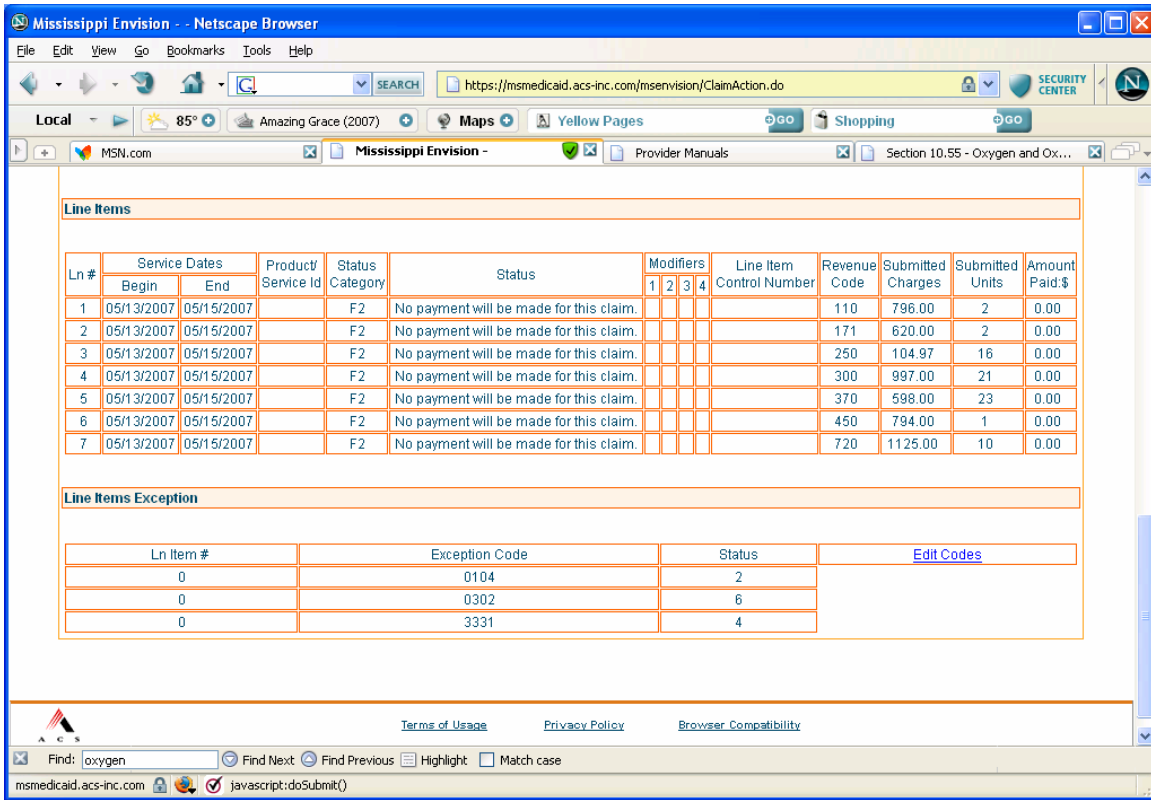 Mississippi Envision - - Netscape Browser
File Edit View Go Bookmarks Tools Help
G SEARCH https://msmedicaid.acs-inc.com/msenvision/ClaimAction.do SECURITY CENTER N
Local 85° Amazing Grace (2007) Maps Yellow Pages GO Shopping GO
MSN.com Mississippi Envision - Provider Manuals Section 10.55 - Oxygen and Ox...
Line Items
Ln # Service Dates Product/ Service Id Status Category Status Modifiers Line Item Control Number Revenue Code Submitted Charges Submitted Units Amount Paid:$
Begin End 1 2 3 4
1 05/13/2007 05/15/2007 F2 No payment will be made for this claim. 110 796.00 2 0.00
2 05/13/2007 05/15/2007 F2 No payment will be made for this claim. 171 620.00 2 0.00
3 05/13/2007 05/15/2007 F2 No payment will be made for this claim. 250 104.97 16 0.00
4 05/13/2007 05/15/2007 F2 No payment will be made for this claim. 300 997.00 21 0.00
5 05/13/2007 05/15/2007 F2 No payment will be made for this claim. 370 598.00 23 0.00
6 05/13/2007 05/15/2007 F2 No payment will be made for this claim. 450 794.00 1 0.00
7 05/13/2007 05/15/2007 F2 No payment will be made for this claim. 720 1125.00 10 0.00
Line Items Exception
Ln Item # Exception Code Status Edit Codes
0 0104 2
0 0302 6
0 3331 4
A C S Terms of Usage Privacy Policy Browser Compatibility
Find: oxygen Find Next Find Previous Highlight Match case
msmedicaid.acs-inc.com javascript:doSubmit()